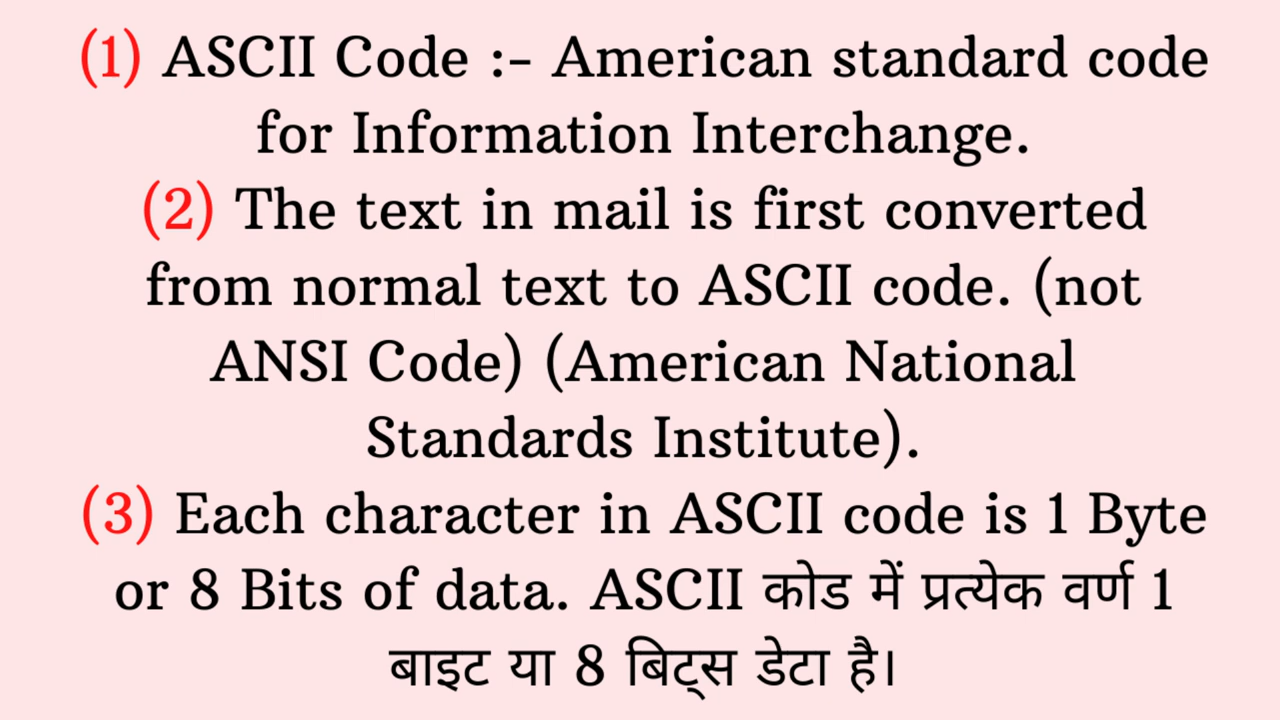 (1) ASCII Code :- American standard code
for Information Interchange.
(2) The text in mail is first converted
from normal text to ASCII code. (not
ANSI Code) (American National
Standards Institute).
(3) Each character in ASCII code is 1 Byte
or 8 Bits of data. ASCII कोड में प्रत्येक वर्ण 1
बाइट या 8 बिट्स डेटा है।